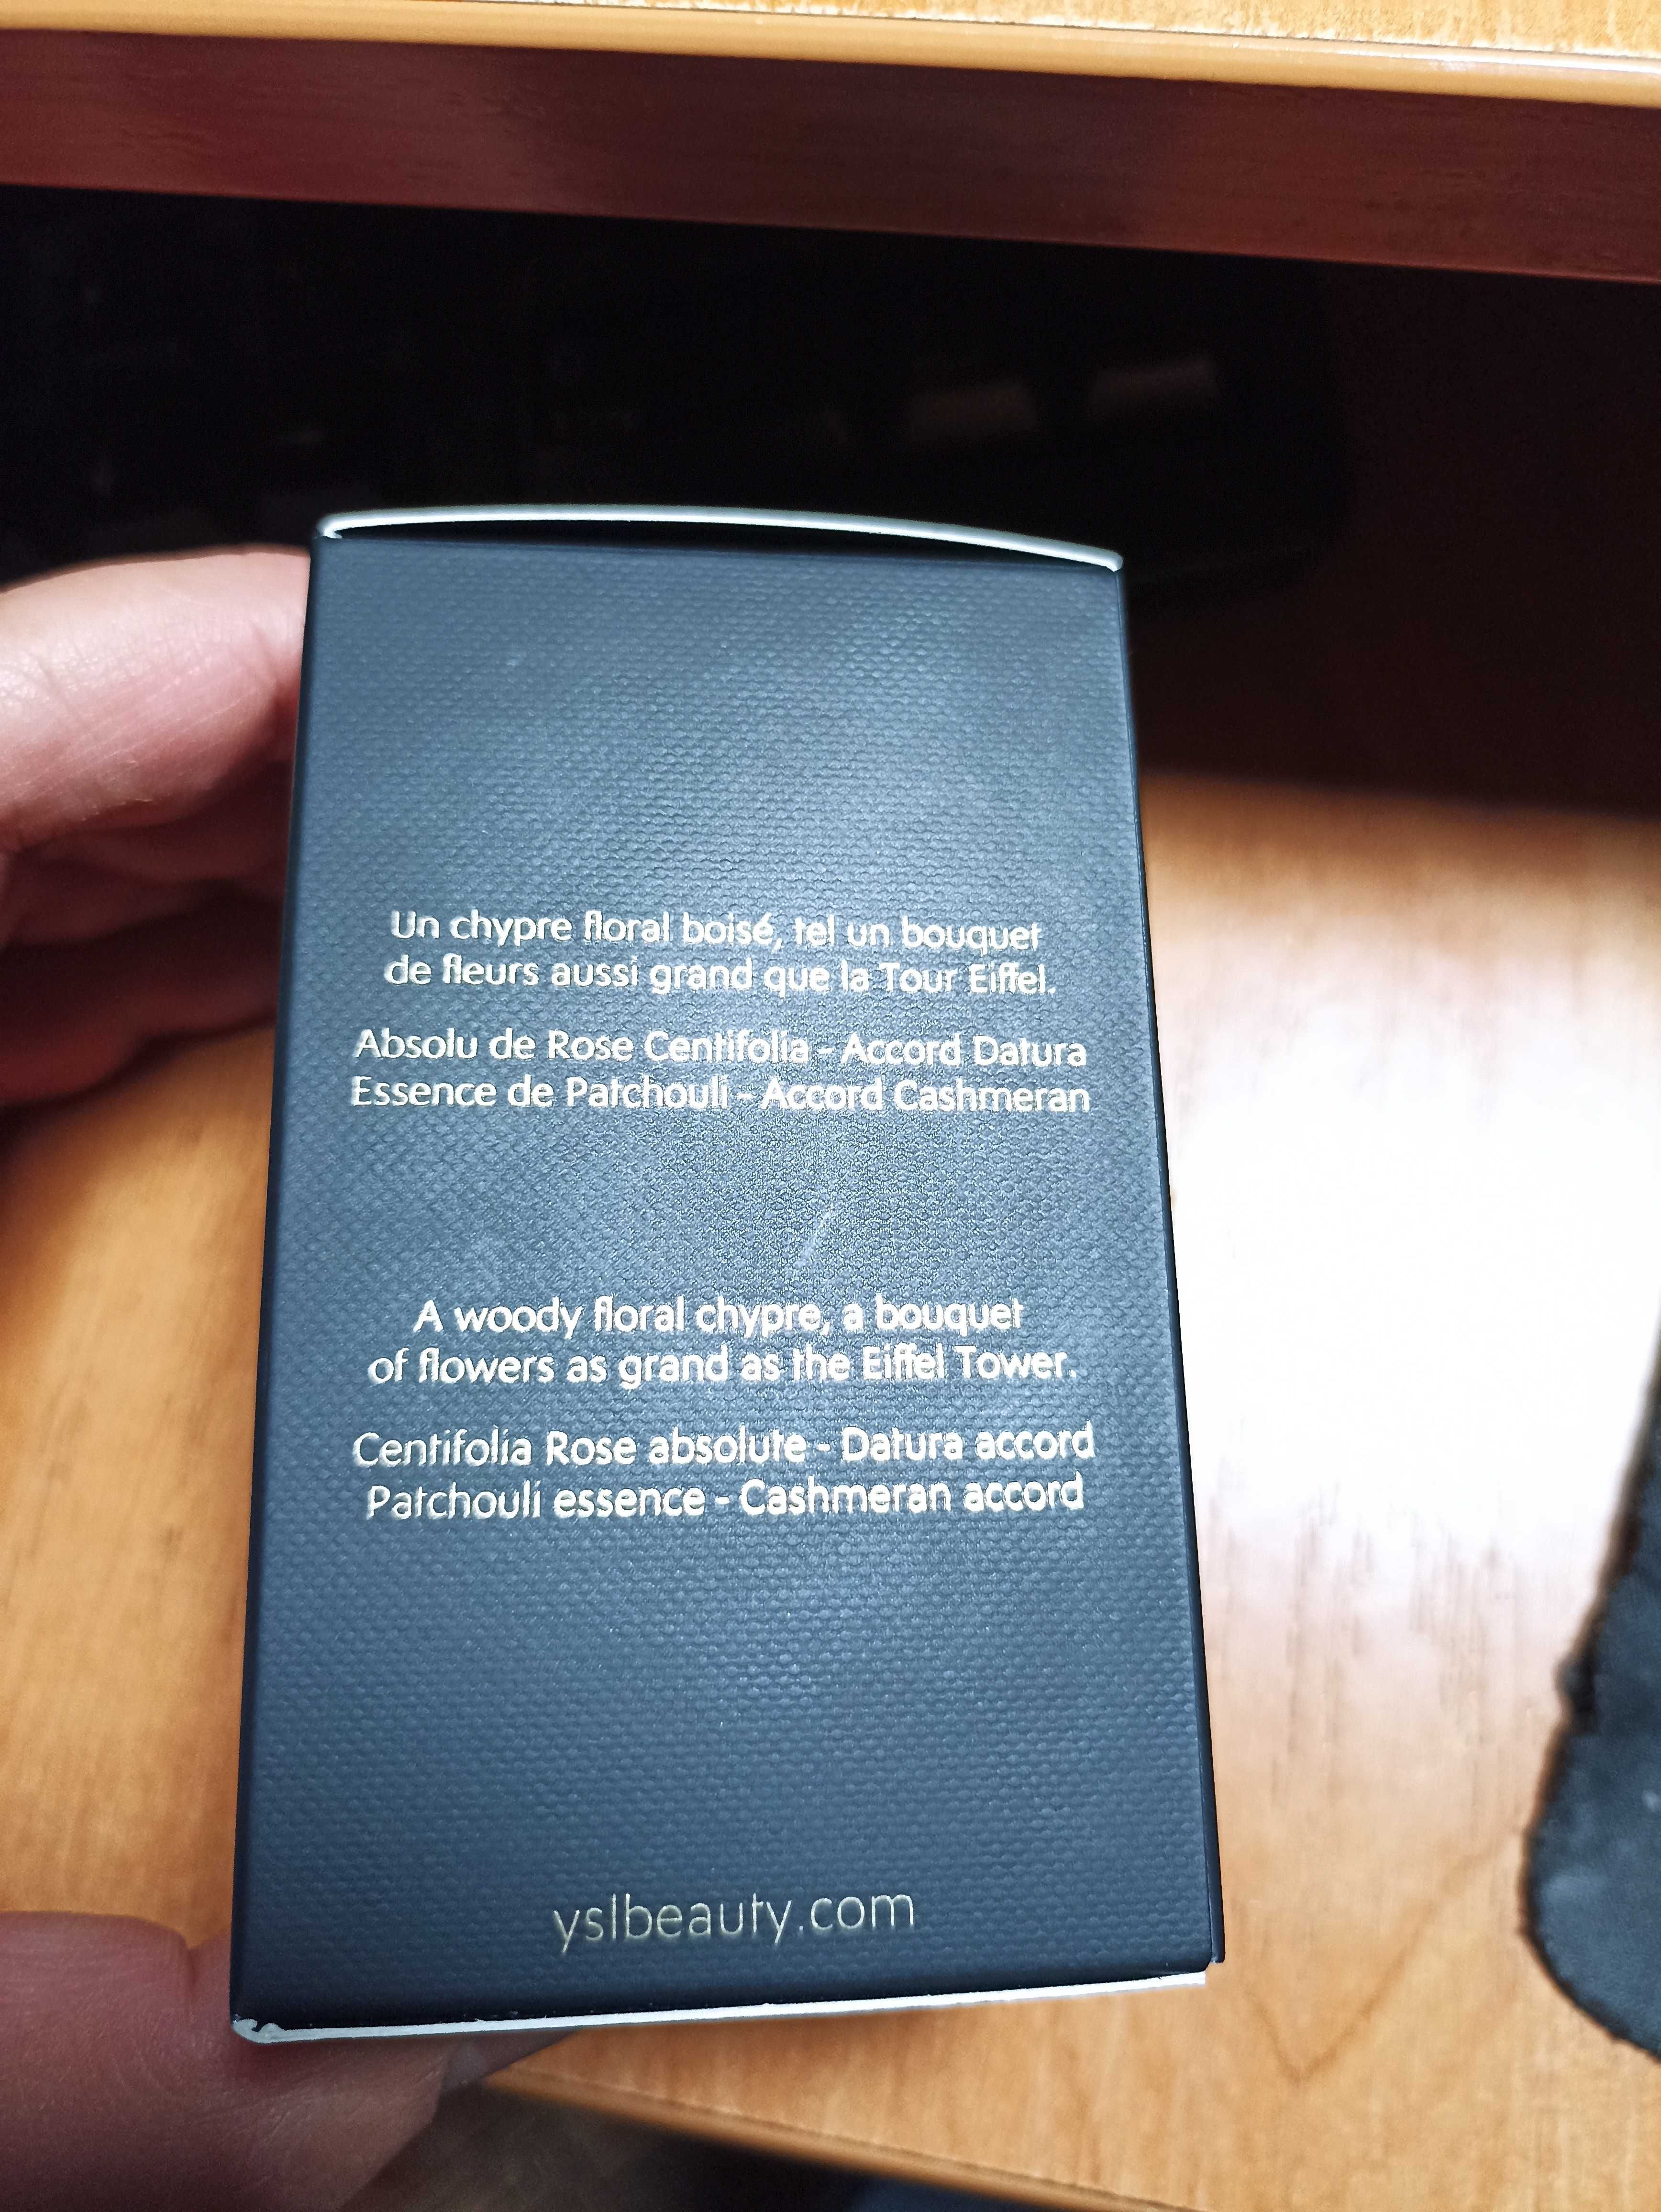 Un chypre floral boisé, tel un bouquet
de fleurs aussi grand que la Tour Eiffel.
Absolu de Rose Centifolia - Accord Datura
Essence de Patchouli - Accord Cashmeran
A woody floral chypre, a bouquet
of flowers as grand as the Eiffel Tower.
Centifolia Rose absolute - Datura accord
Patchouli essence - Cashmeran accord
yslbeauty.com